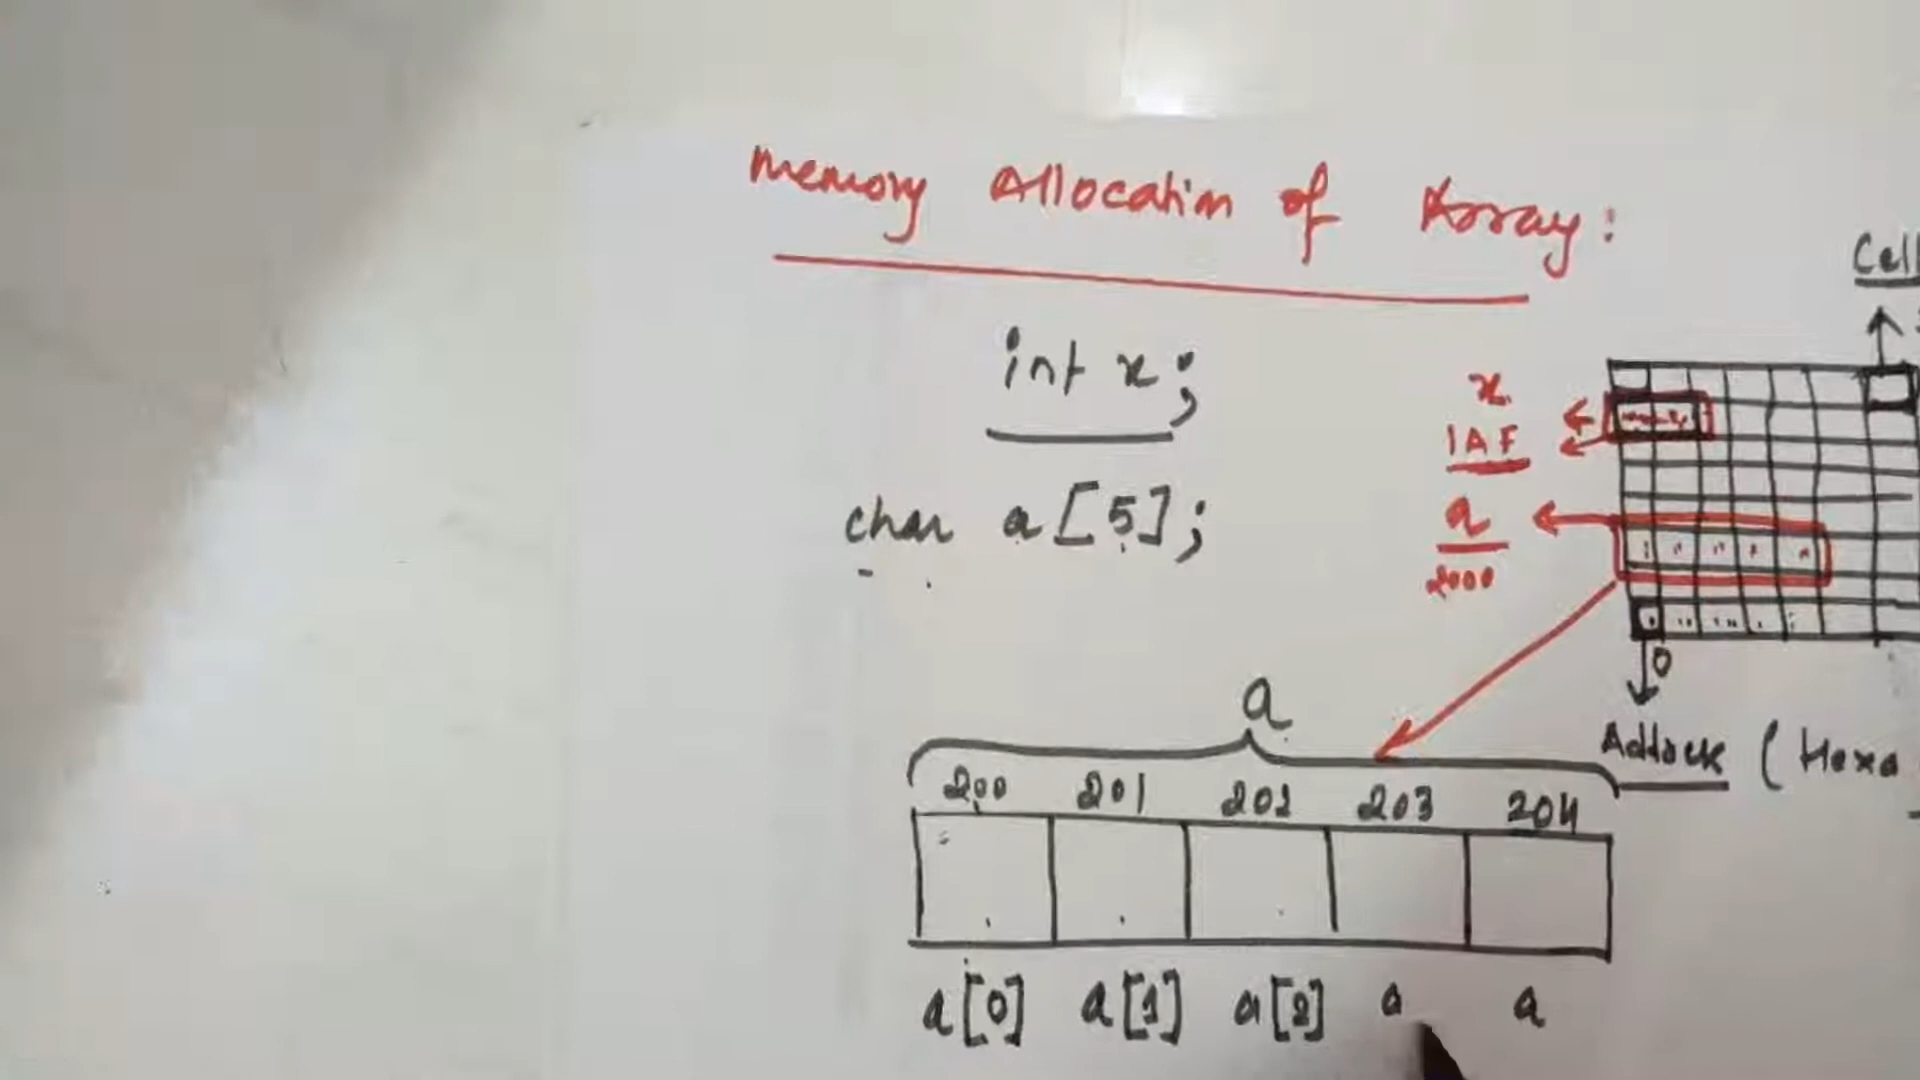 Memory Allocation of Array:
Cell
int x;
x
1AF
char a[5];
a
2000
0
a
Address (Hexa
200 201 202 203 204
a[0] a[1] a[2] a a